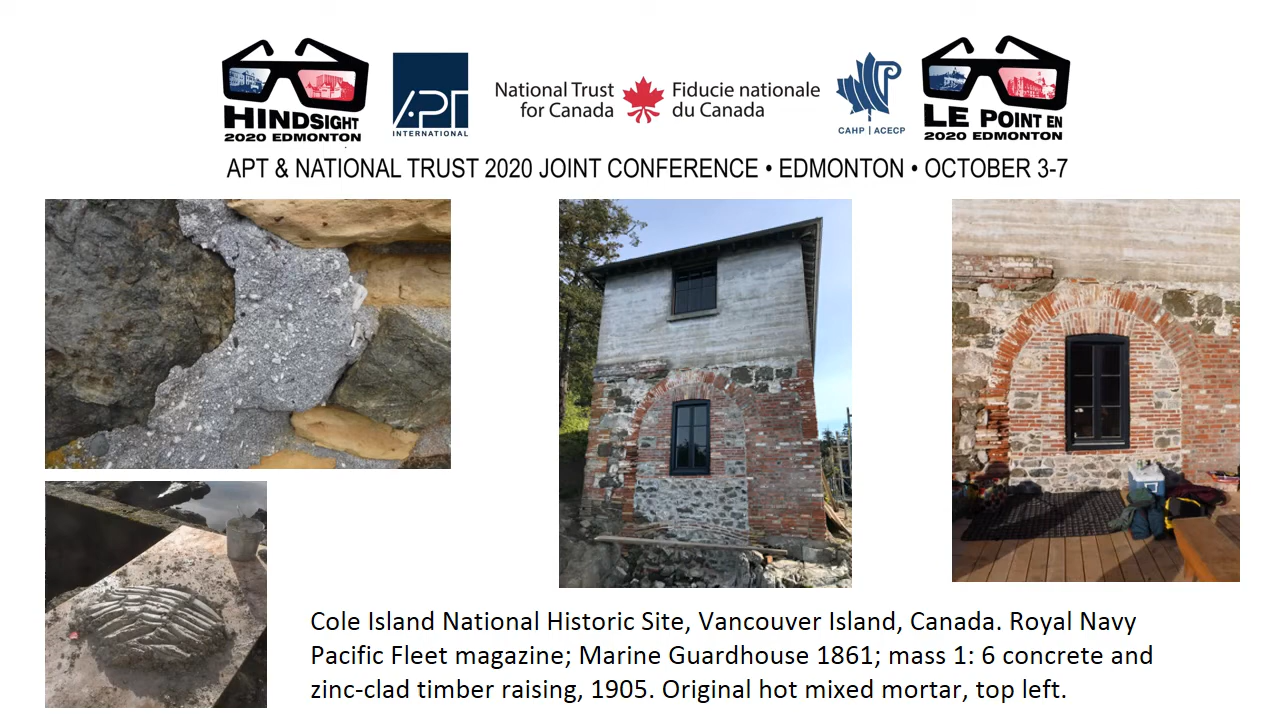 HINDSIGHT
2020 EDMONTON
APT
INTERNATIONAL
National Trust
for Canada
Fiducie nationale
du Canada
CAHP | ACECP
LE POINT EN
2020 EDMONTON
APT & NATIONAL TRUST 2020 JOINT CONFERENCE • EDMONTON • OCTOBER 3-7
Cole Island National Historic Site, Vancouver Island, Canada. Royal Navy
Pacific Fleet magazine; Marine Guardhouse 1861; mass 1: 6 concrete and
zinc-clad timber raising, 1905. Original hot mixed mortar, top left.